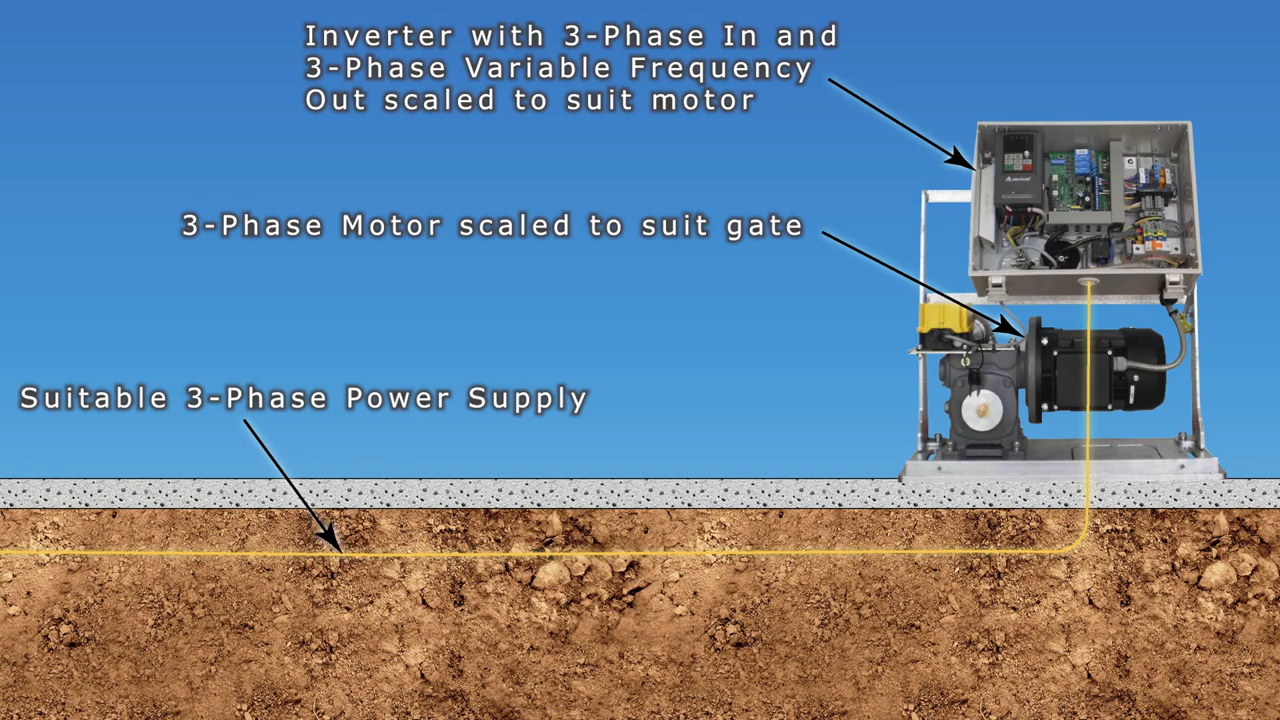 Inverter with 3-Phase In and
3-Phase Variable Frequency
Out scaled to suit motor
3-Phase Motor scaled to suit gate
Suitable 3-Phase Power Supply